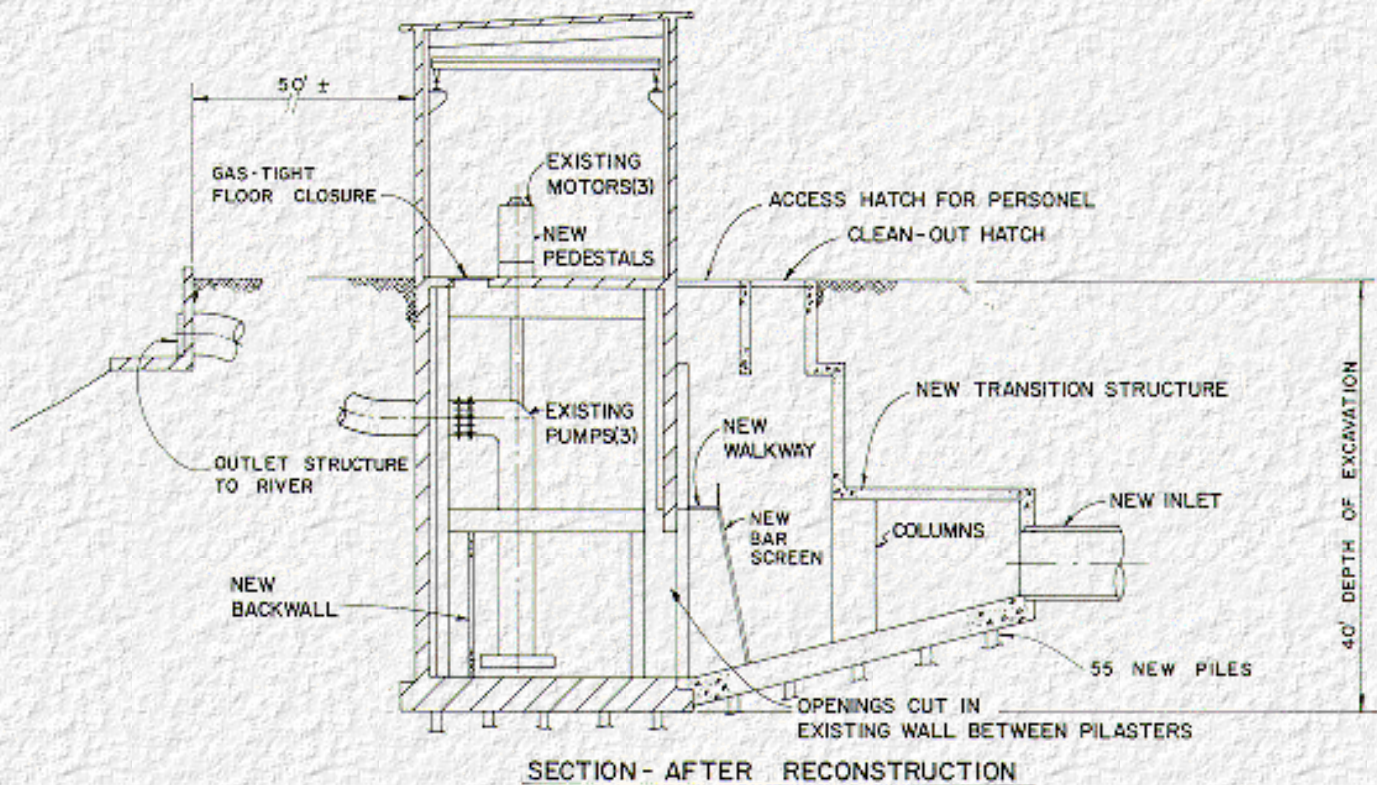 50' ±
GAS-TIGHT
FLOOR CLOSURE
EXISTING
MOTORS(3)
NEW
PEDESTALS
ACCESS HATCH FOR PERSONEL
CLEAN-OUT HATCH
OUTLET STRUCTURE
TO RIVER
EXISTING
PUMPS(3)
NEW
WALKWAY
NEW TRANSITION STRUCTURE
NEW
BAR
SCREEN
COLUMNS
NEW INLET
NEW
BACKWALL
40' DEPTH OF EXCAVATION
55 NEW PILES
OPENINGS CUT IN
EXISTING WALL BETWEEN PILASTERS
SECTION - AFTER RECONSTRUCTION